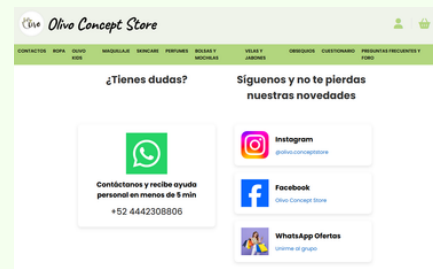 Olive
Olivo Concept Store
CONTACTOS ROPA OLIVO KIDS MAQUILLAJE SKINCARE PERFUMES BOLSAS Y MOCHILAS VELAS Y JABONES OBSEQUIOS CUESTIONARIO PREGUNTAS FRECUENTES Y FORO
¿Tienes dudas?
Contáctanos y recibe ayuda
personal en menos de 5 min
+52 4442308806
Síguenos y no te pierdas
nuestras novedades
Instagram
@olivo.conceptstore
Facebook
Olivo Concept Store
WhatsApp Ofertas
Unirme al grupo